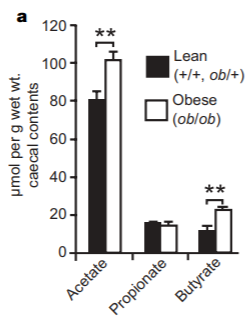 a
120
100
80
60
40
20
0
µmol per g wet wt.
caecal contents
**
**
Lean
(+/+, ob/+)
Obese
(ob/ob)
Acetate
Propionate
Butyrate